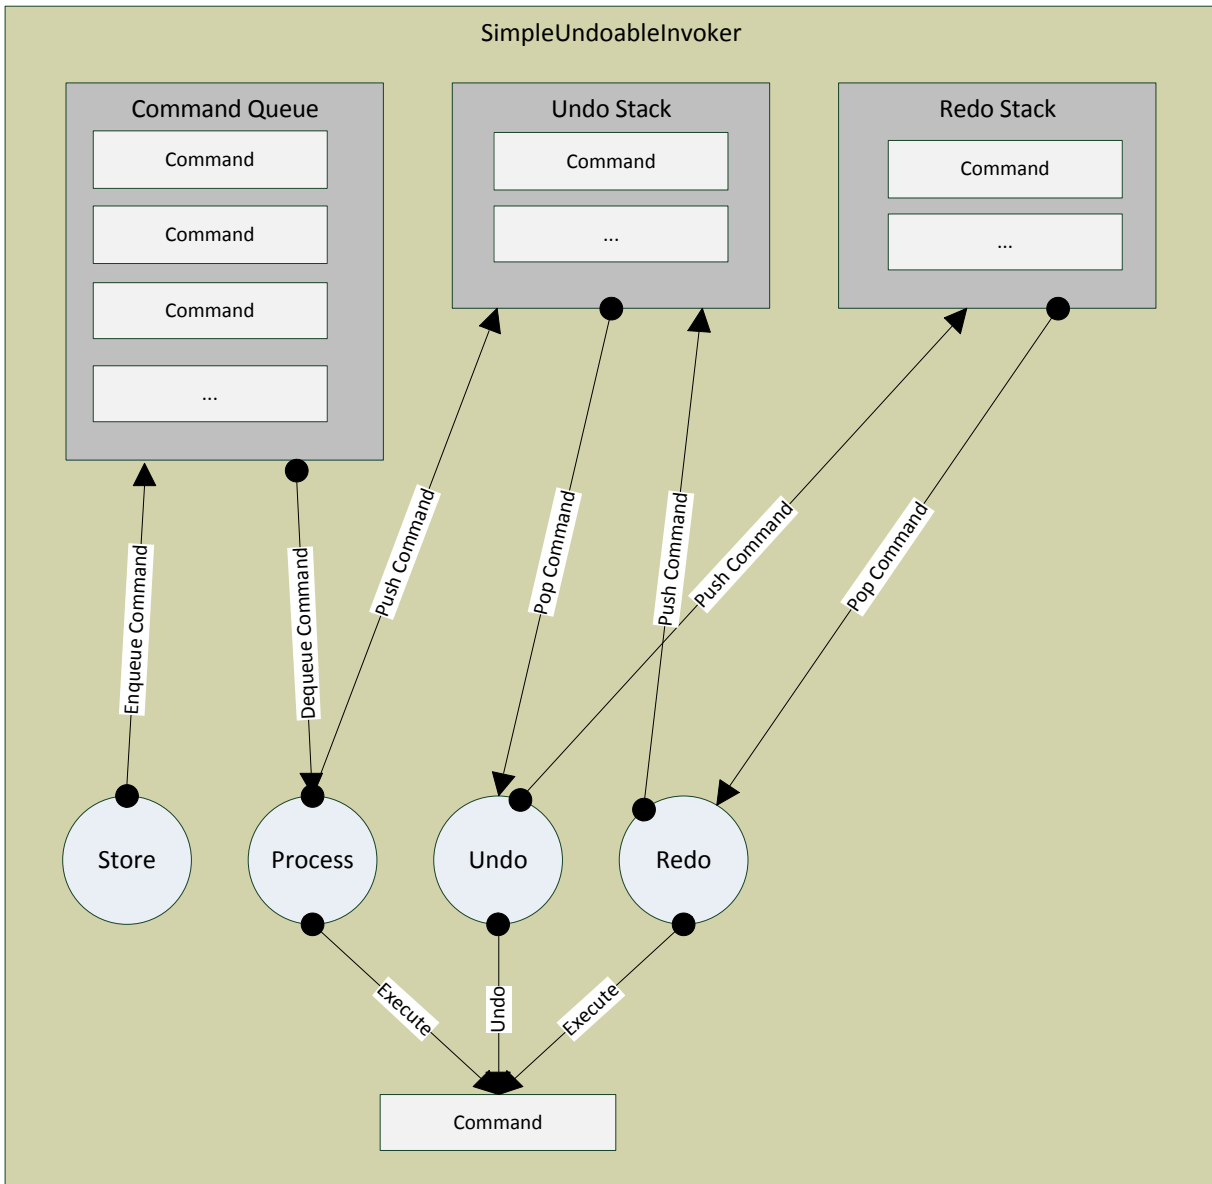 SimpleUndoableInvoker
Command Queue
Command
Command
Command
...
Undo Stack
Command
...
Redo Stack
Command
...
Enqueue Command
Dequeue Command
Push Command
Pop Command
Push Command
Push Command
Pop Command
Store
Process
Undo
Redo
Execute
Undo
Execute
Command